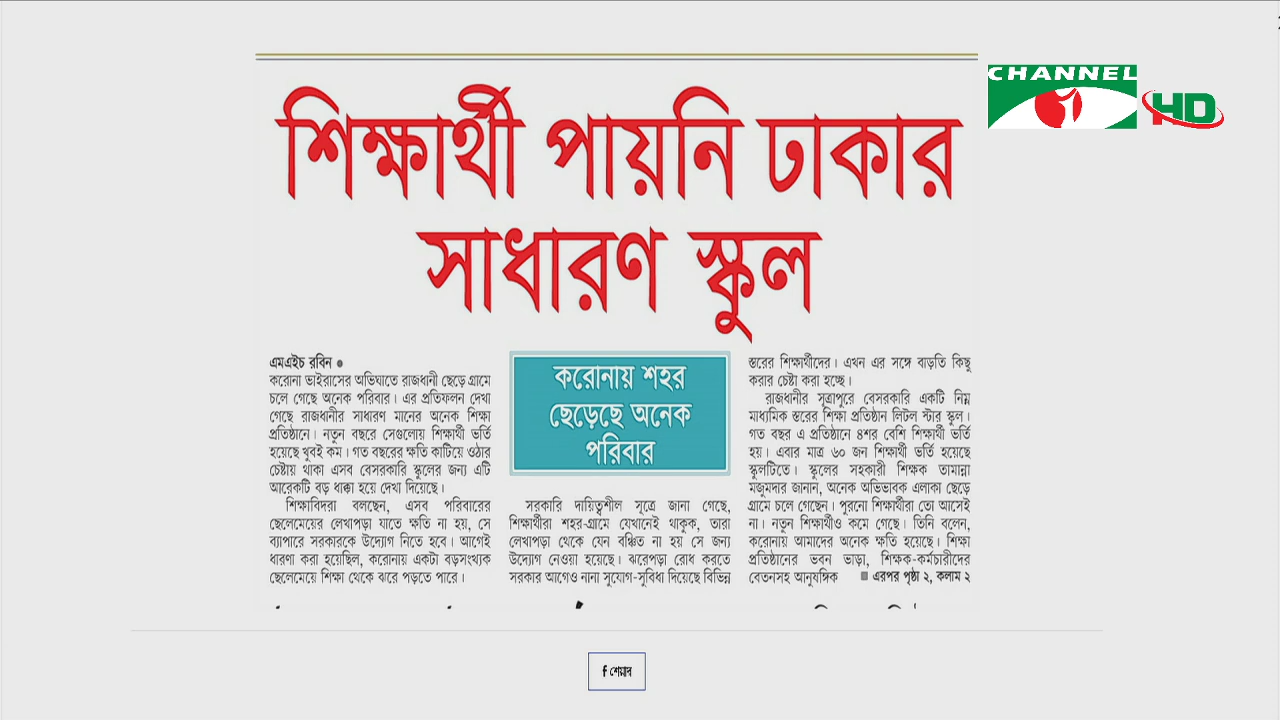 CHANNEL
HD
শিক্ষার্থী পায়নি ঢাকার
সাধারণ স্কুল
এমএইচ রবিন
করোনা ভাইরাসের অভিঘাতে রাজধানী ছেড়ে গ্রামে
চলে গেছে অনেক পরিবার। এর প্রতিফলন দেখা
গেছে রাজধানীর সাধারণ মানের অনেক শিক্ষা
প্রতিষ্ঠানে। নতুন বছরে সেগুলোয় শিক্ষার্থী ভর্তি
হয়েছে খুবই কম। গত বছরের ক্ষতি কাটিয়ে ওঠার
চেষ্টায় থাকা এসব বেসরকারি স্কুলের জন্য এটি
আরেকটি বড় ধাক্কা হয়ে দেখা দিয়েছে।
শিক্ষাবিদরা বলছেন, এসব পরিবারের
ছেলেমেয়ের লেখাপড়া যাতে ক্ষতি না হয়, সে
ব্যাপারে সরকারকে উদ্যোগ নিতে হবে। আগেই
ধারণা করা হয়েছিল, করোনায় একটা বড়সংখ্যক
ছেলেমেয়ে শিক্ষা থেকে ঝরে পড়তে পারে।
করোনায় শহর
ছেড়েছে অনেক
পরিবার
সরকারি দায়িত্বশীল সূত্রে জানা গেছে,
শিক্ষার্থীরা শহর-গ্রামে যেখানেই থাকুক, তারা
লেখাপড়া থেকে যেন বঞ্চিত না হয় সে জন্য
উদ্যোগ নেওয়া হয়েছে। ঝরেপড়া রোধ করতে
সরকার আগেও নানা সুযোগ-সুবিধা দিয়েছে বিভিন্ন
স্তরের শিক্ষার্থীদের। এখন এর সঙ্গে বাড়তি কিছু
করার চেষ্টা করা হচ্ছে।
রাজধানীর সূত্রাপুরে বেসরকারি একটি নিম্ন
মাধ্যমিক স্তরের শিক্ষা প্রতিষ্ঠান লিটল স্টার স্কুল।
গত বছর এ প্রতিষ্ঠানে ৪শর বেশি শিক্ষার্থী ভর্তি
হয়। এবার মাত্র ৬০ জন শিক্ষার্থী ভর্তি হয়েছে
স্কুলটিতে। স্কুলের সহকারী শিক্ষক তামান্না
মজুমদার জানান, অনেক অভিভাবক এলাকা ছেড়ে
গ্রামে চলে গেছেন। পুরনো শিক্ষার্থীরা তো আসেই
না। নতুন শিক্ষার্থীও কমে গেছে। তিনি বলেন,
করোনায় আমাদের অনেক ক্ষতি হয়েছে। শিক্ষা
প্রতিষ্ঠানের ভবন ভাড়া, শিক্ষক-কর্মচারীদের
বেতনসহ আনুষঙ্গিক ■ এরপর পৃষ্ঠা ২, কলাম ২
f শেয়ার